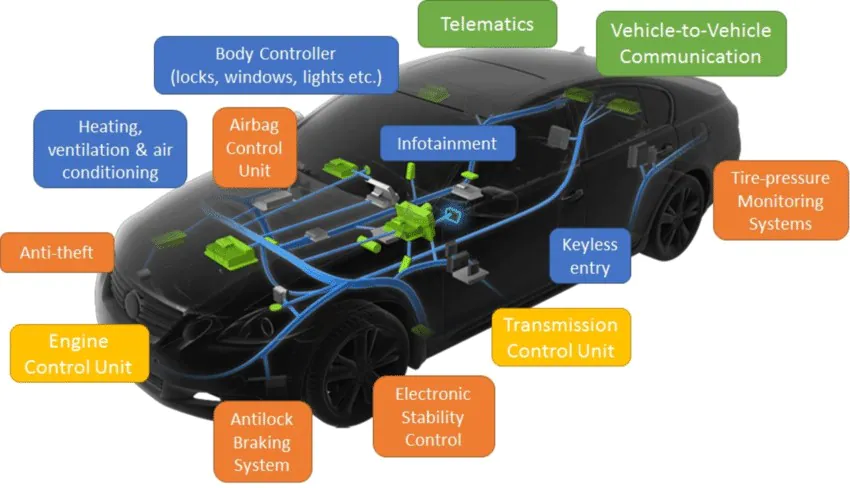 Telematics
Vehicle-to-Vehicle
Communication
Body Controller
(locks, windows, lights etc.)
Heating,
ventilation & air
conditioning
Airbag
Control
Unit
Infotainment
Tire-pressure
Monitoring
Systems
Anti-theft
Keyless
entry
Engine
Control Unit
Transmission
Control Unit
Antilock
Braking
System
Electronic
Stability
Control